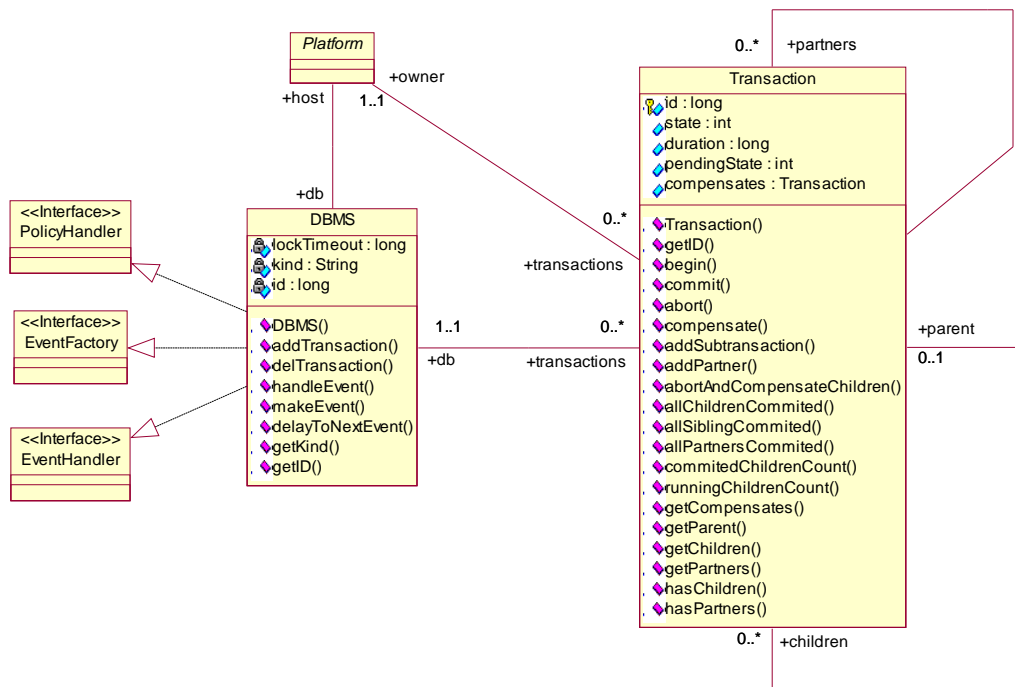 Platform
+host
+owner
1..1
0..*
+partners
Transaction
id : long
state : int
duration : long
pendingState : int
compensates : Transaction
Transaction()
getID()
begin()
commit()
abort()
compensate()
addSubtransaction()
addPartner()
abortAndCompensateChildren()
allChildrenCommited()
allSiblingCommited()
allPartnersCommited()
commitedChildrenCount()
runningChildrenCount()
getCompensates()
getParent()
getChildren()
getPartners()
hasChildren()
hasPartners()
0..*
+transactions
+db
<<Interface>>
PolicyHandler
<<Interface>>
EventFactory
<<Interface>>
EventHandler
DBMS
lockTimeout : long
kind : String
id : long
DBMS()
addTransaction()
delTransaction()
handleEvent()
makeEvent()
delayToNextEvent()
getKind()
getID()
1..1
+db
0..*
+transactions
+parent
0..1
0..*
+children